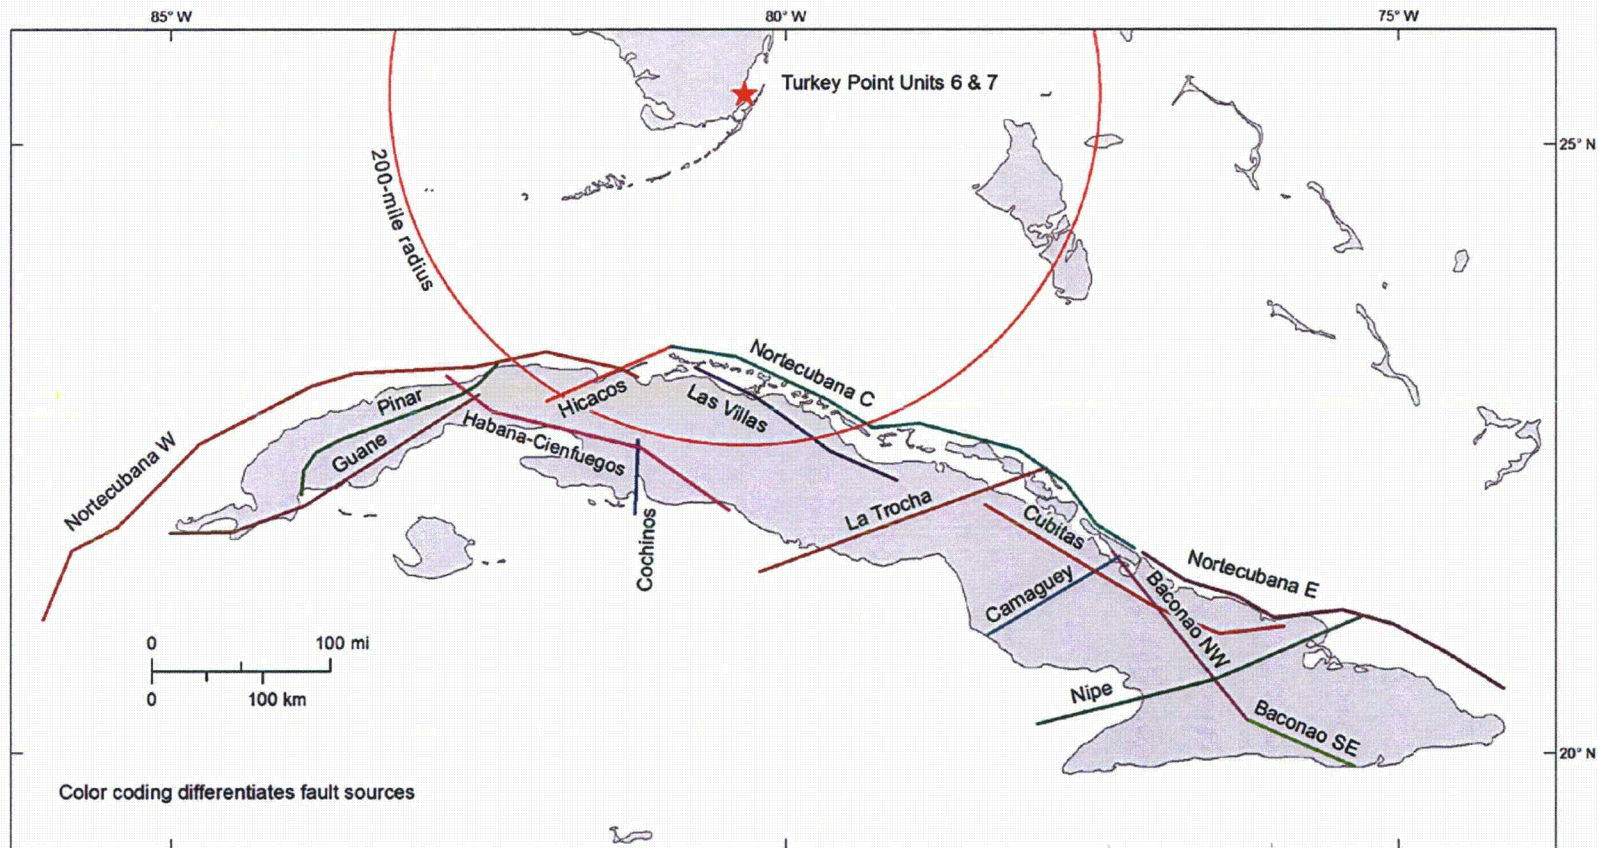 85° W
80° W
75° W
Turkey Point Units 6 & 7
25° N
200-mile radius
Nortecubana C
Hicacos
Las Villas
Pinar
Guane
Habana-Cienfuegos
Nortecubana W
La Trocha
Cubitas
Cochinos
Nortecubana E
Camaguey
Baconao NW
Nipe
Baconao SE
0 100 mi
0 100 km
20° N
Color coding differentiates fault sources